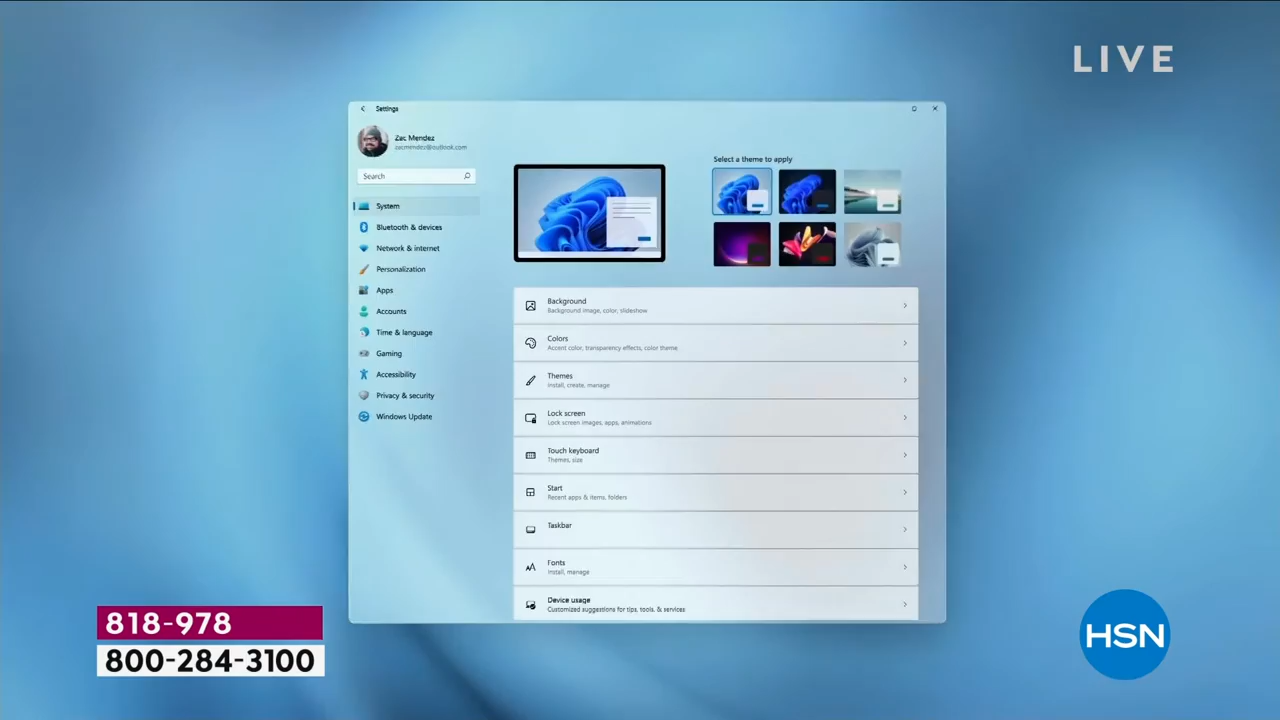 LIVE
Settings
Zac Mendez
zacmendez@outlook.com
Search
Select a theme to apply
System
Bluetooth & devices
Network & internet
Personalization
Apps
Accounts
Time & language
Gaming
Accessibility
Privacy & security
Windows Update
Background
Background image, color, slideshow
Colors
Accent color, transparency effects, color theme
Themes
Install, create, manage
Lock screen
Lock screen images, apps, animations
Touch keyboard
Themes, size
Start
Recent apps & items, folders
Taskbar
Fonts
Install, manage
Device usage
Customized suggestions for tips, tools, & services
818-978
800-284-3100
HSN